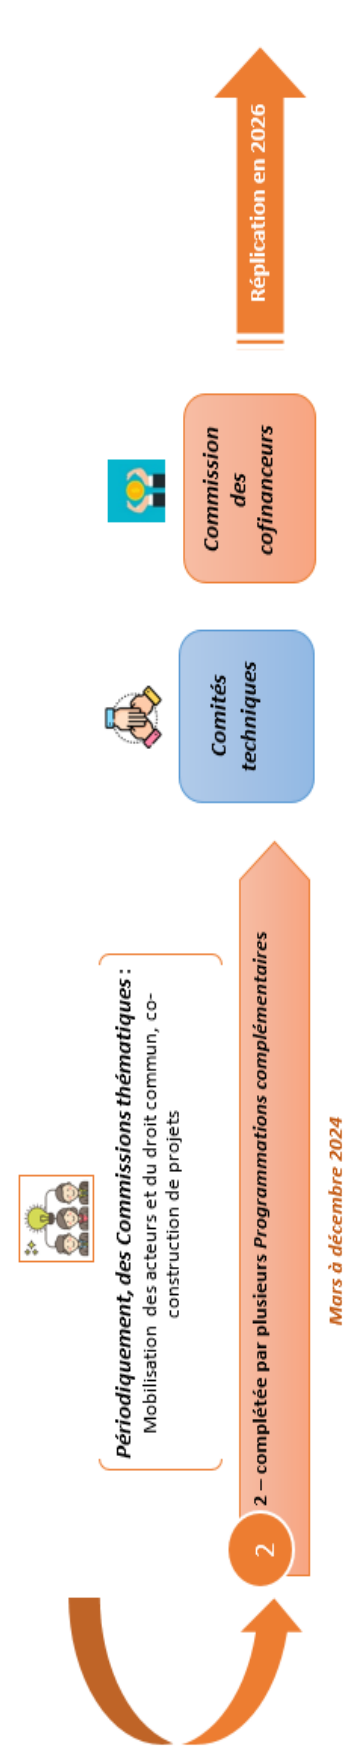 Périodiquement, des Commissions thématiques :
Mobilisation des acteurs et du droit commun, co-
construction de projets
2
2 – complétée par plusieurs Programmations complémentaires
Mars à décembre 2024
Comités
techniques
Commission
des
cofinanceurs
Réplication en 2026